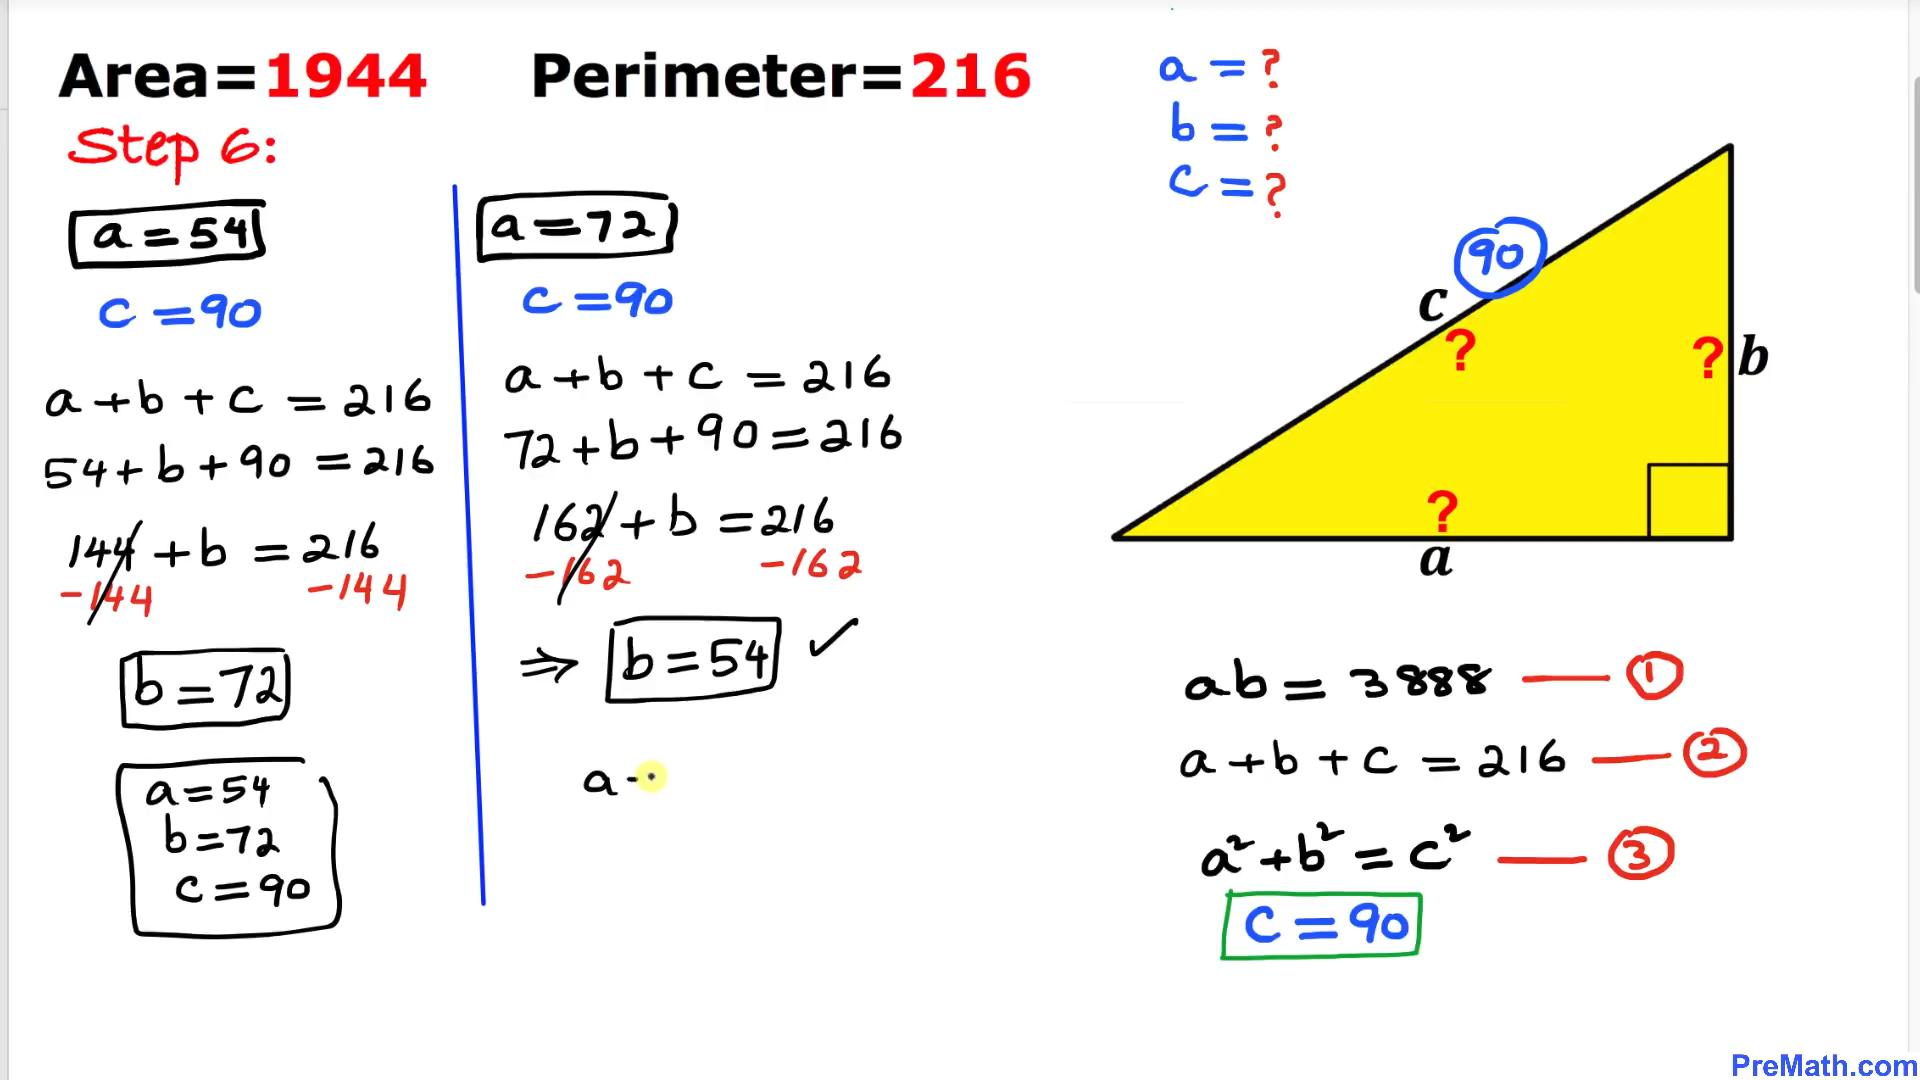 Area=1944 Perimeter=216
Step 6:
a = 54
c = 90
a + b + c = 216
54 + b + 90 = 216
144 + b = 216
-144 -144
b = 72
a = 54
b = 72
c = 90
a = 72
c = 90
a + b + c = 216
72 + b + 90 = 216
162 + b = 216
-162 -162
⇒ b = 54 ✓
a -
a = ?
b = ?
c = ?
90
c
?
? b
?
a
ab = 3888 — 1
a + b + c = 216 — 2
a² + b² = c² — 3
c = 90
PreMath.com